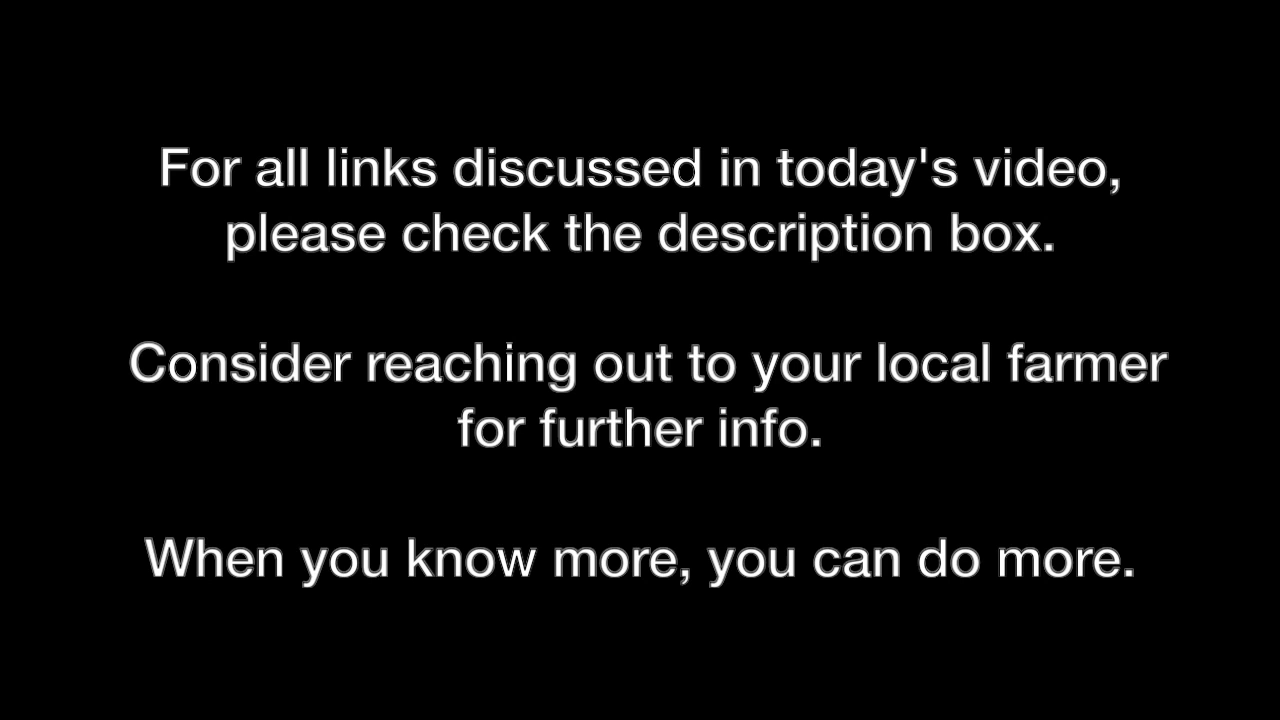 For all links discussed in today's video,
please check the description box.
Consider reaching out to your local farmer
for further info.
When you know more, you can do more.